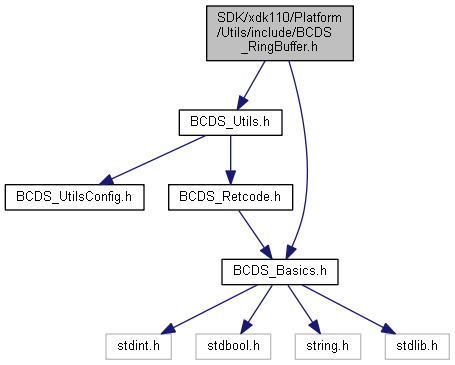 SDK/xdk110/Platform
/Utils/include/BCDS
_RingBuffer.h
BCDS_Utils.h
BCDS_UtilsConfig.h
BCDS_Retcode.h
BCDS_Basics.h
stdint.h
stdbool.h
string.h
stdlib.h